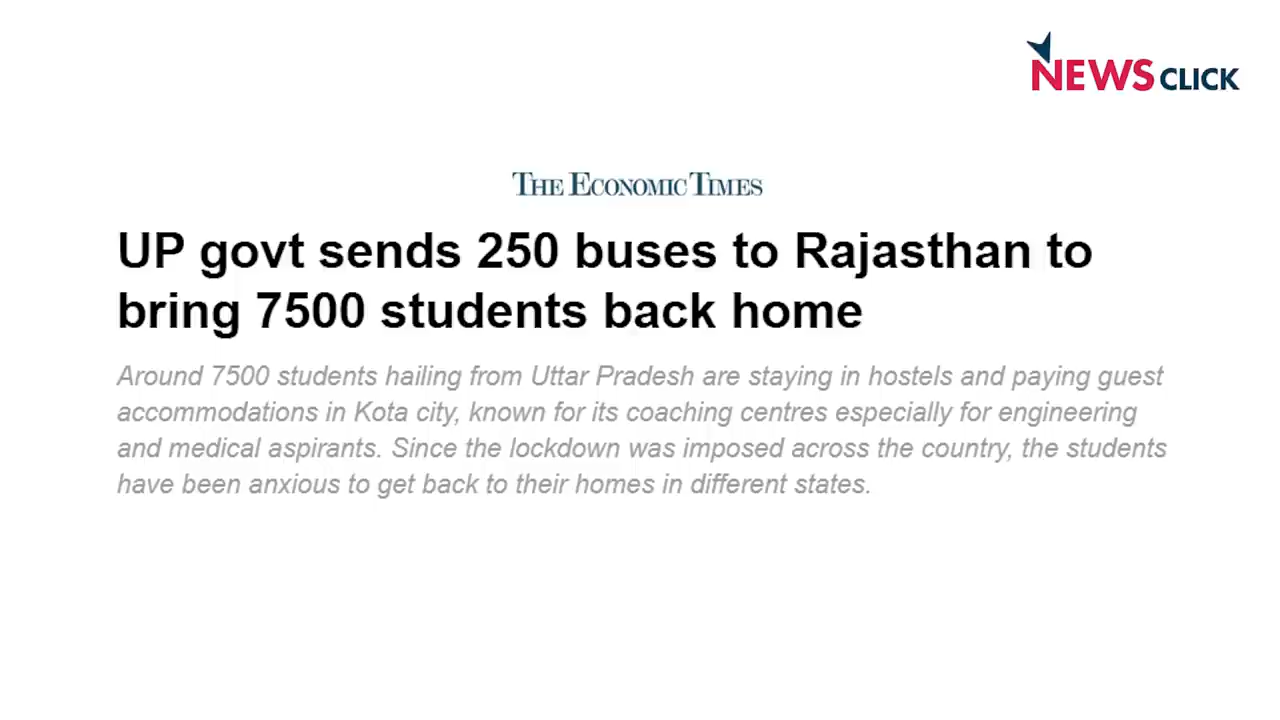 NEWS CLICK
THE ECONOMIC TIMES
UP govt sends 250 buses to Rajasthan to
bring 7500 students back home
Around 7500 students hailing from Uttar Pradesh are staying in hostels and paying guest
accommodations in Kota city, known for its coaching centres especially for engineering
and medical aspirants. Since the lockdown was imposed across the country, the students
have been anxious to get back to their homes in different states.